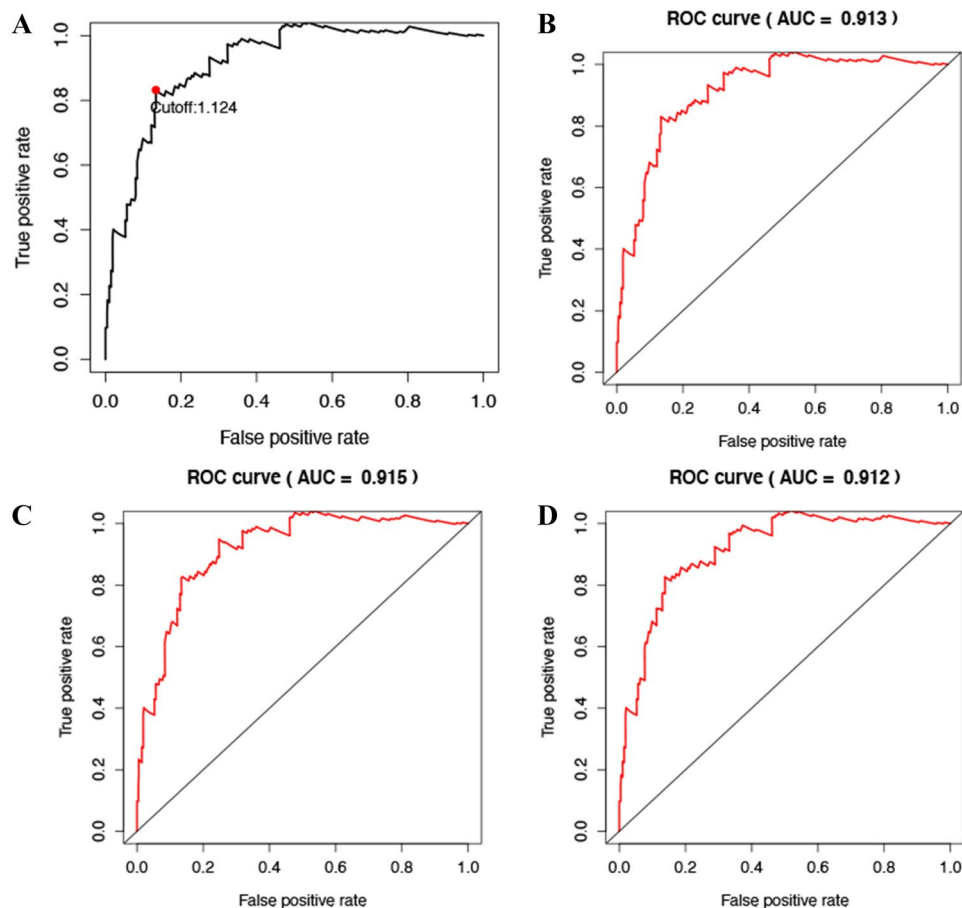 A
1.0
0.8
0.6
0.4
0.2
0.0
True positive rate
Cutoff:1.124
0.0 0.2 0.4 0.6 0.8 1.0
False positive rate
B
ROC curve ( AUC = 0.913 )
1.0
0.8
0.6
0.4
0.2
0.0
True positive rate
0.0 0.2 0.4 0.6 0.8 1.0
False positive rate
C
ROC curve ( AUC = 0.915 )
1.0
0.8
0.6
0.4
0.2
0.0
True positive rate
0.0 0.2 0.4 0.6 0.8 1.0
False positive rate
D
ROC curve ( AUC = 0.912 )
1.0
0.8
0.6
0.4
0.2
0.0
True positive rate
0.0 0.2 0.4 0.6 0.8 1.0
False positive rate